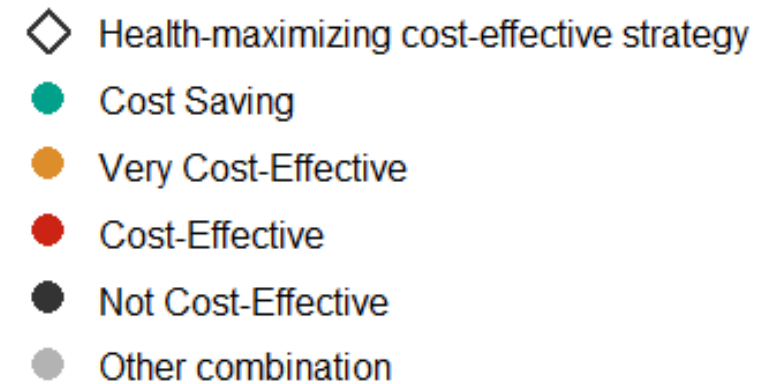 Health-maximizing cost-effective strategy
Cost Saving
Very Cost-Effective
Cost-Effective
Not Cost-Effective
Other combination